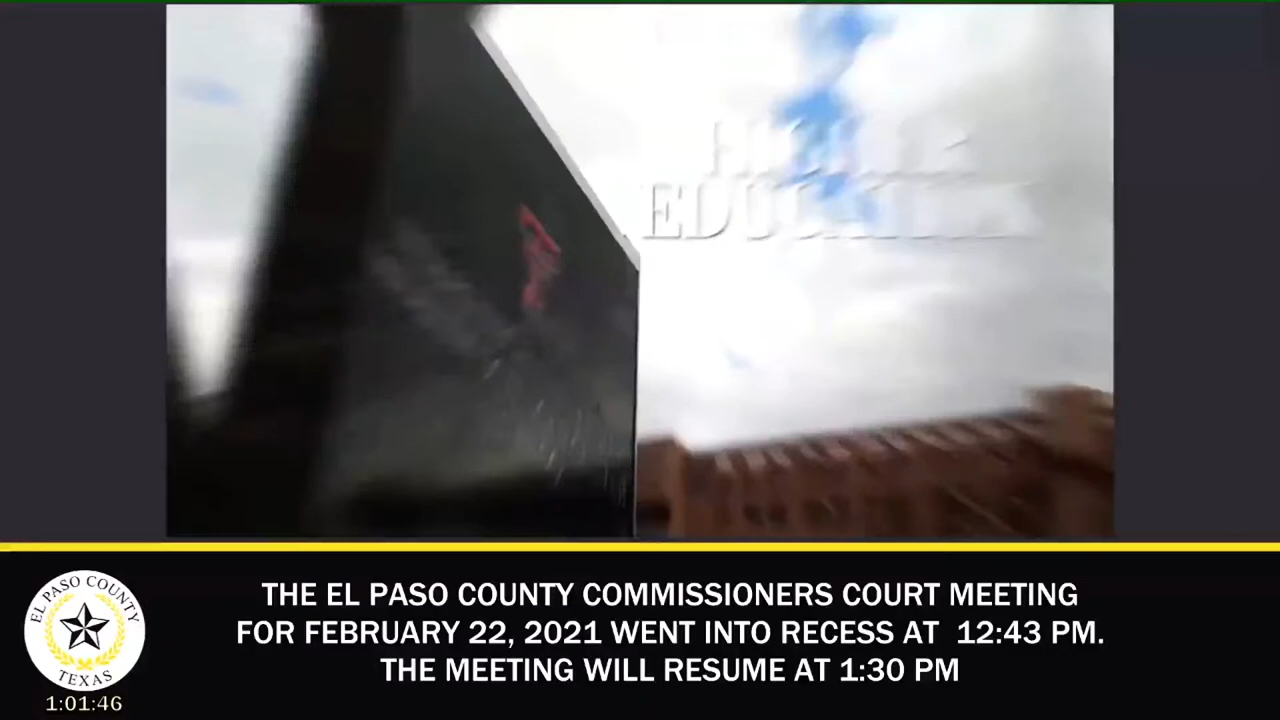 EDUCATION
THE EL PASO COUNTY COMMISSIONERS COURT MEETING
FOR FEBRUARY 22, 2021 WENT INTO RECESS AT 12:43 PM.
THE MEETING WILL RESUME AT 1:30 PM
EL PASO COUNTY
TEXAS
1:01:46